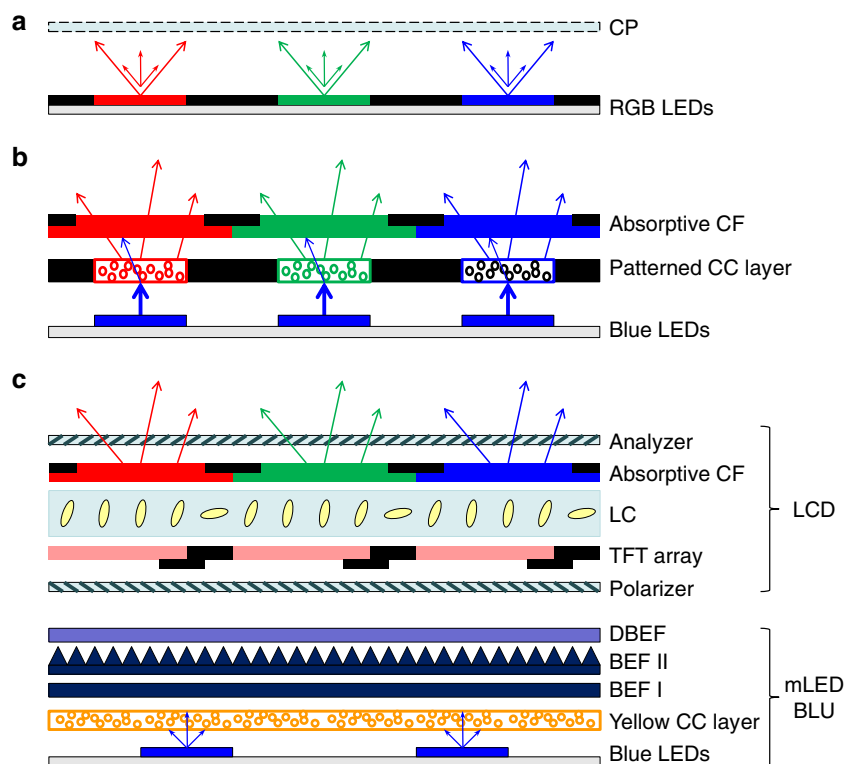 a
CP
RGB LEDs
b
Absorptive CF
Patterned CC layer
Blue LEDs
c
Analyzer
Absorptive CF
LC
TFT array
Polarizer
LCD
DBEF
BEF II
BEF I
Yellow CC layer
Blue LEDs
mLED
BLU